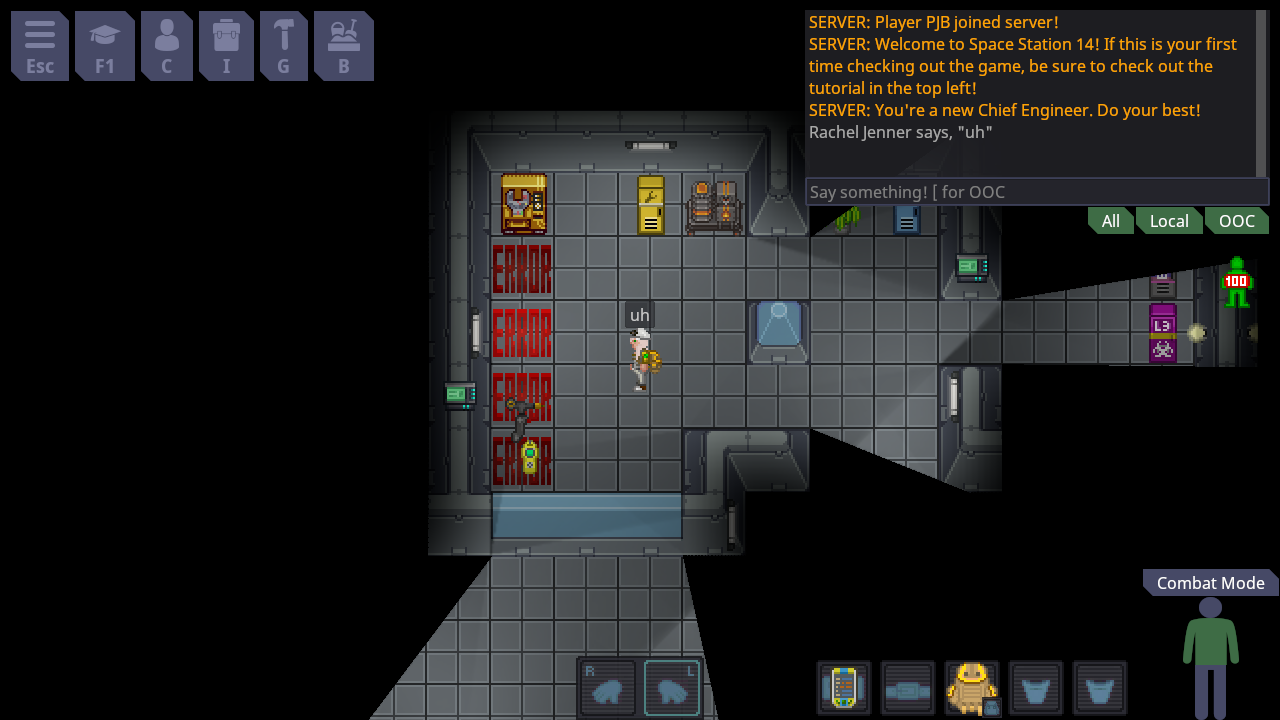 Esc
F1
C
I
G
B
SERVER: Player PJB joined server!
SERVER: Welcome to Space Station 14! If this is your first
time checking out the game, be sure to check out the
tutorial in the top left!
SERVER: You're a new Chief Engineer. Do your best!
Rachel Jenner says, "uh"
Say something! [ for OOC
All
Local
OOC
100
ERROR
ERROR
uh
L3
ERROR
ERROR
Combat Mode
R
L